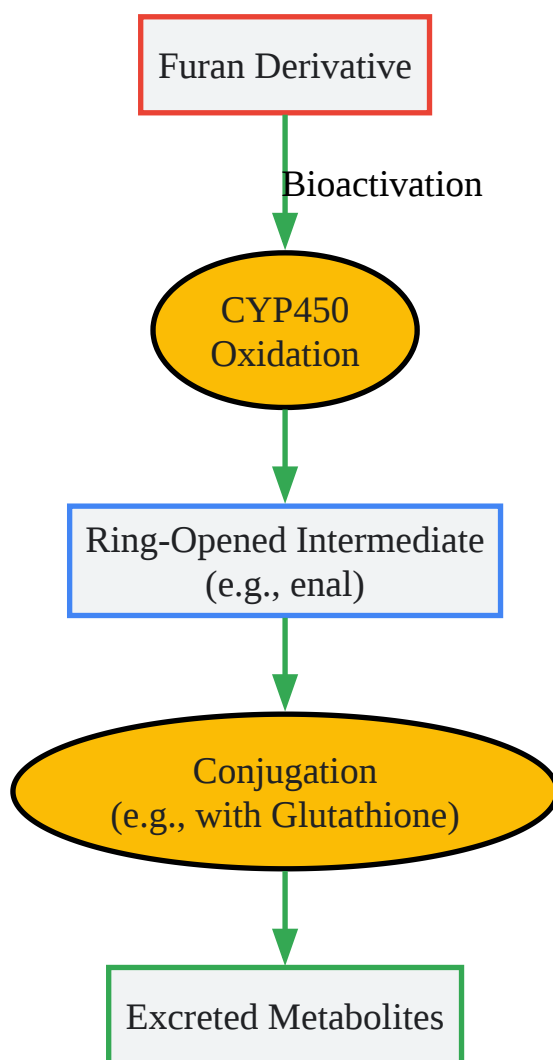 Furan Derivative
Bioactivation
CYP450
Oxidation
Ring-Opened Intermediate
(e.g., enal)
Conjugation
(e.g., with Glutathione)
Excreted Metabolites